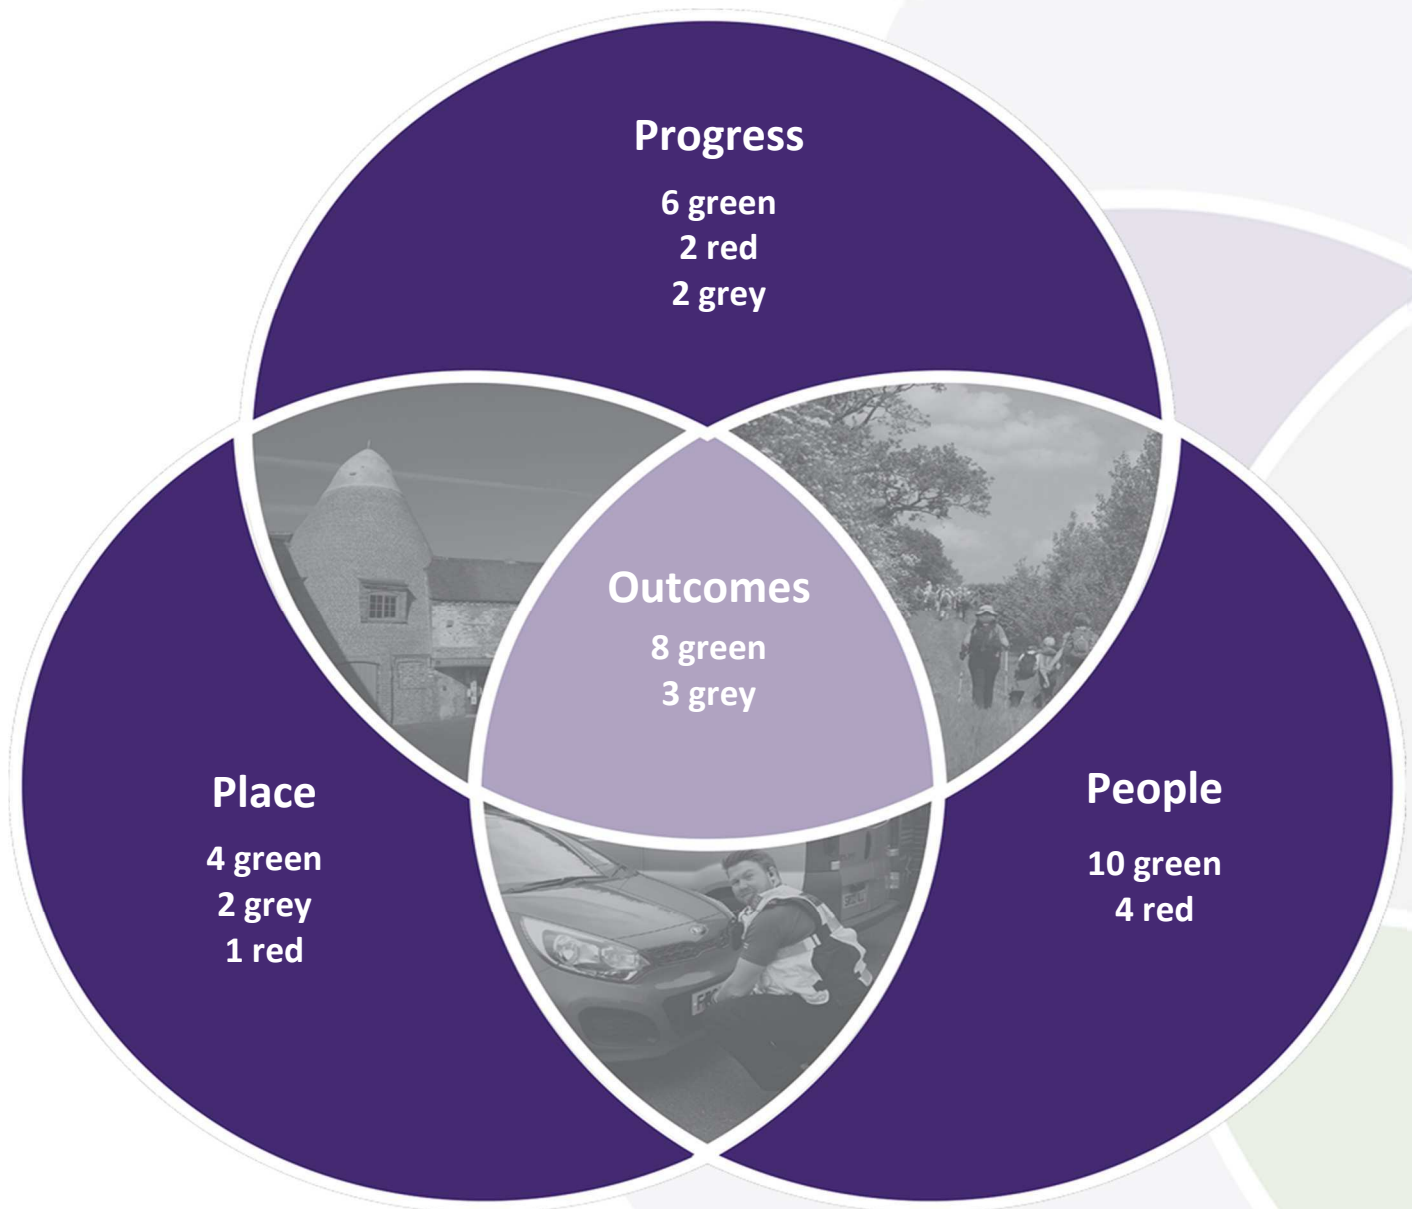 Progress
6 green
2 red
2 grey
Outcomes
8 green
3 grey
Place
4 green
2 grey
1 red
People
10 green
4 red